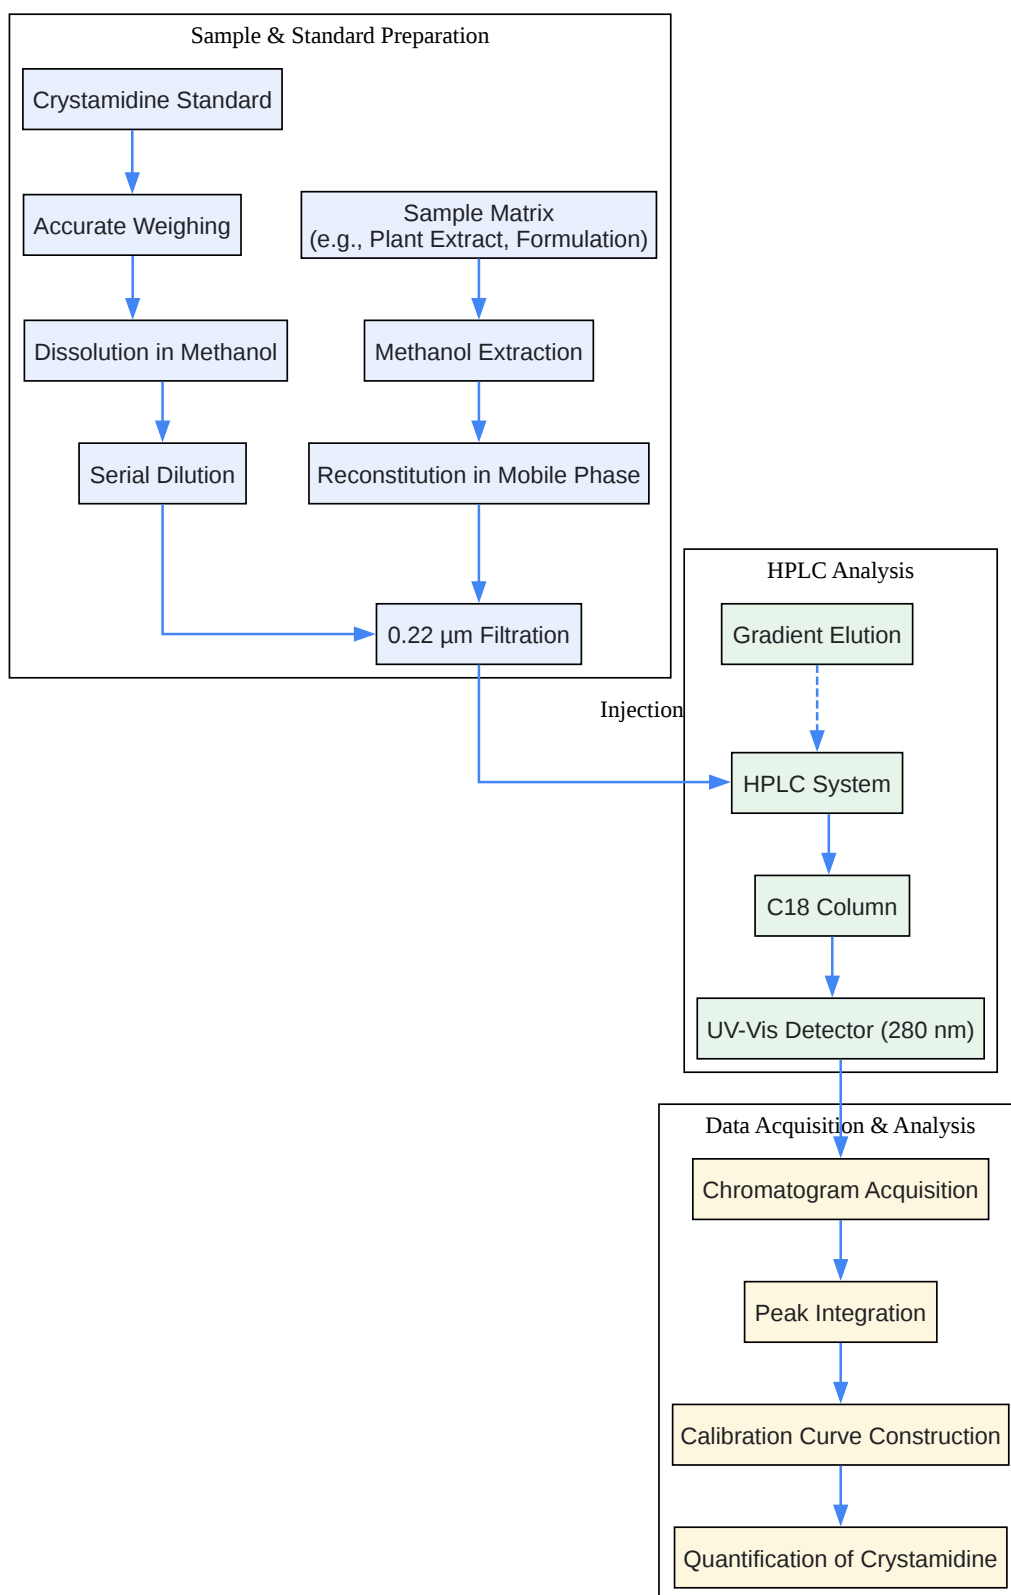 Sample & Standard Preparation
Crystamidine Standard
Accurate Weighing
Dissolution in Methanol
Serial Dilution
Sample Matrix
(e.g., Plant Extract, Formulation)
Methanol Extraction
Reconstitution in Mobile Phase
0.22 µm Filtration
Injection
HPLC Analysis
Gradient Elution
HPLC System
C18 Column
UV-Vis Detector (280 nm)
Data Acquisition & Analysis
Chromatogram Acquisition
Peak Integration
Calibration Curve Construction
Quantification of Crystamidine